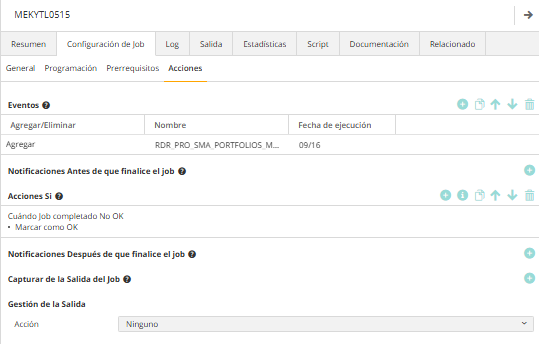 MEKYTL0515
Resumen Configuración de Job Log Salida Estadísticas Script Documentación Relacionado
General Programación Prerrequisitos Acciones
Eventos
Agregar/Eliminar Nombre Fecha de ejecución
Agregar RDR_PRO_SMA_PORTFOLIOS_M... 09/16
Notificaciones Antes de que finalice el job
Acciones Si
Cuándo Job completado No OK
• Marcar como OK
Notificaciones Después de que finalice el job
Capturar de la Salida del Job
Gestión de la Salida
Acción Ninguno